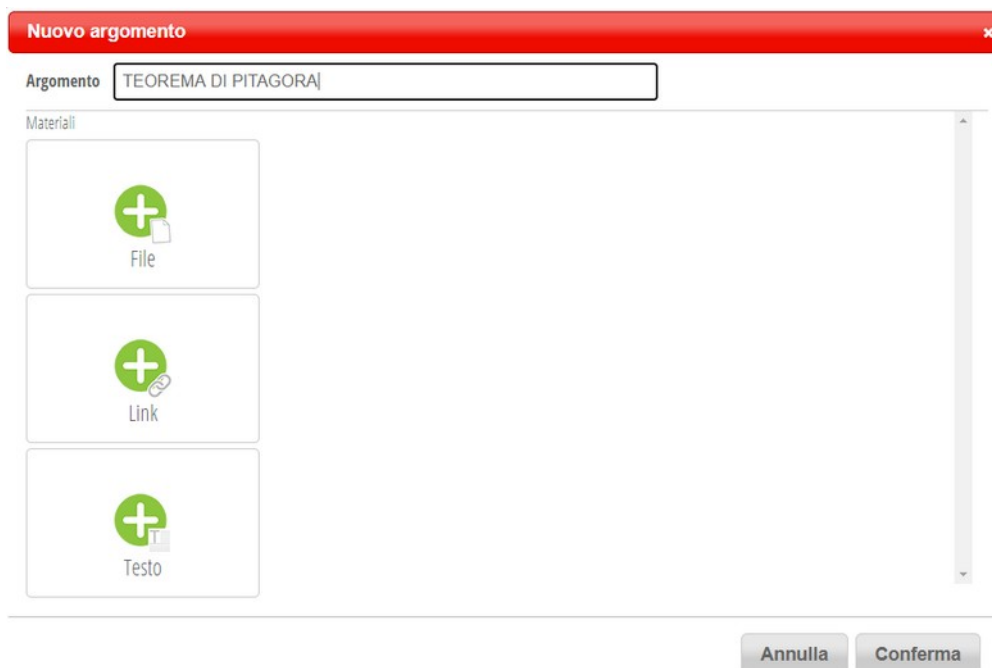 Nuovo argomento
Argomento TEOREMA DI PITAGORA
Materiali
File
Link
T
Testo
Annulla Conferma